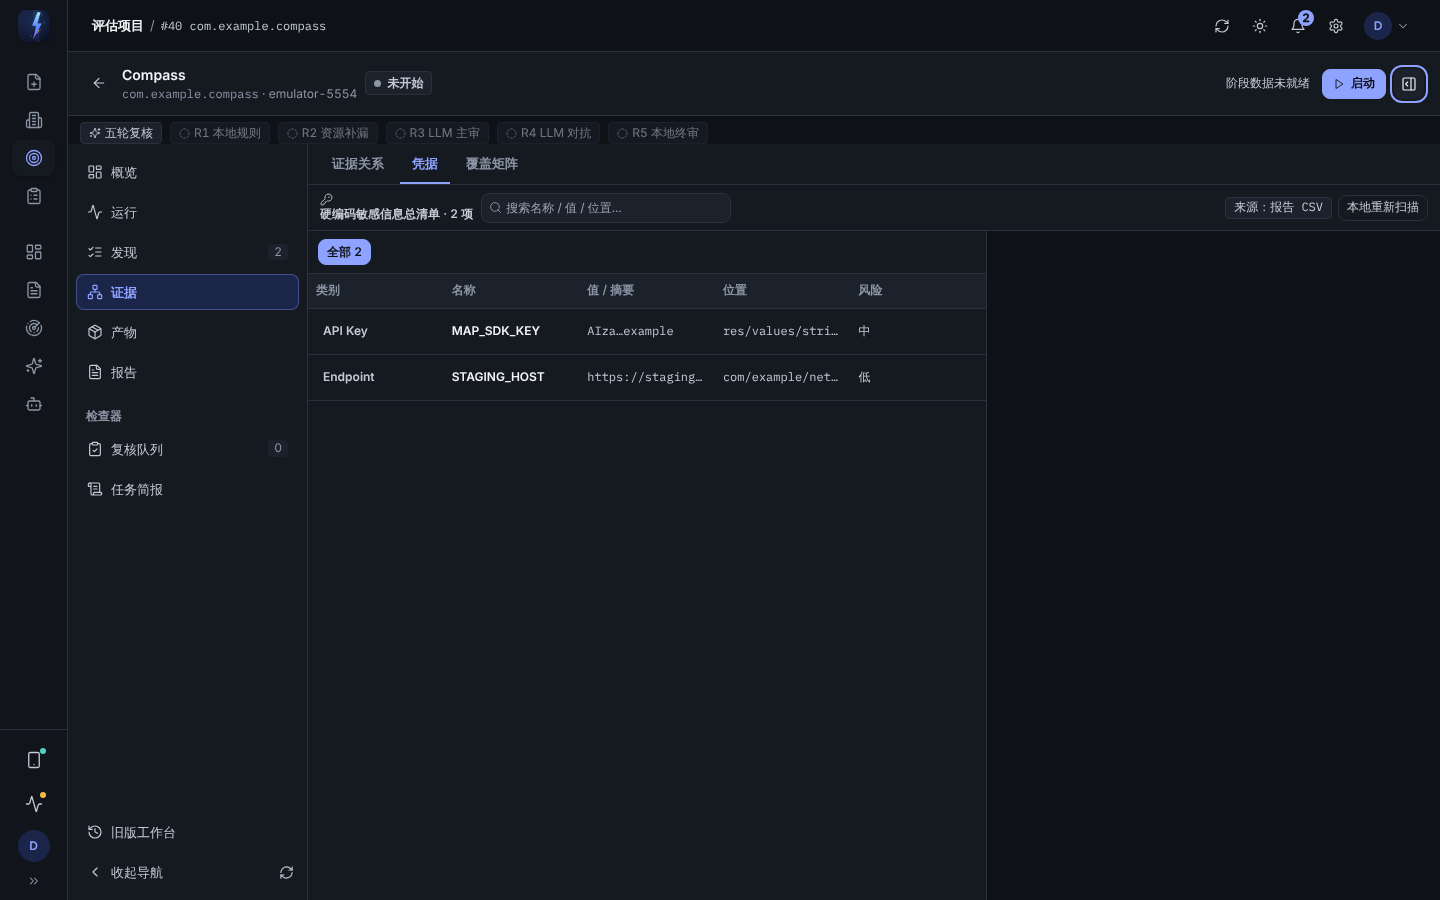 评估项目 / #40 com.example.compass
2
D
Compass
com.example.compass · emulator-5554
未开始
阶段数据未就绪
启动
五轮复核
R1 本地规则
R2 资源补漏
R3 LLM 主审
R4 LLM 对抗
R5 本地终审
概览
运行
发现 2
证据
产物
报告
检查器
复核队列 0
任务简报
旧版工作台
收起导航
D
证据关系
凭据
覆盖矩阵
硬编码敏感信息总清单 · 2 项
搜索名称 / 值 / 位置...
来源：报告 CSV
本地重新扫描
全部 2
类别 名称 值 / 摘要 位置 风险
API Key MAP_SDK_KEY AIza…example res/values/stri… 中
Endpoint STAGING_HOST https://staging… com/example/net… 低